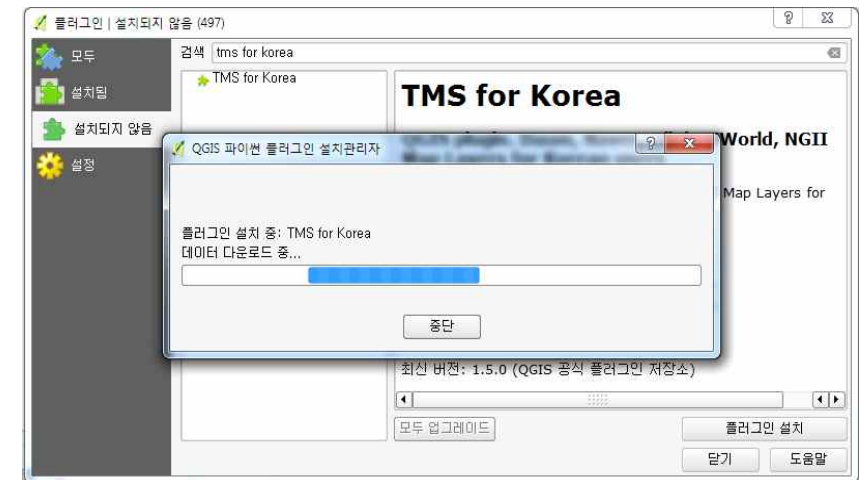 플러그인 | 설치되지 않음 (497)
모두
설치됨
설치되지 않음
설정
검색 tms for korea
TMS for Korea
TMS for Korea
World, NGII
Map Layers for
QGIS 파이썬 플러그인 설치관리자
플러그인 설치 중: TMS for Korea
데이터 다운로드 중...
중단
최신 버전: 1.5.0 (QGIS 공식 플러그인 저장소)
모두 업그레이드
플러그인 설치
닫기
도움말